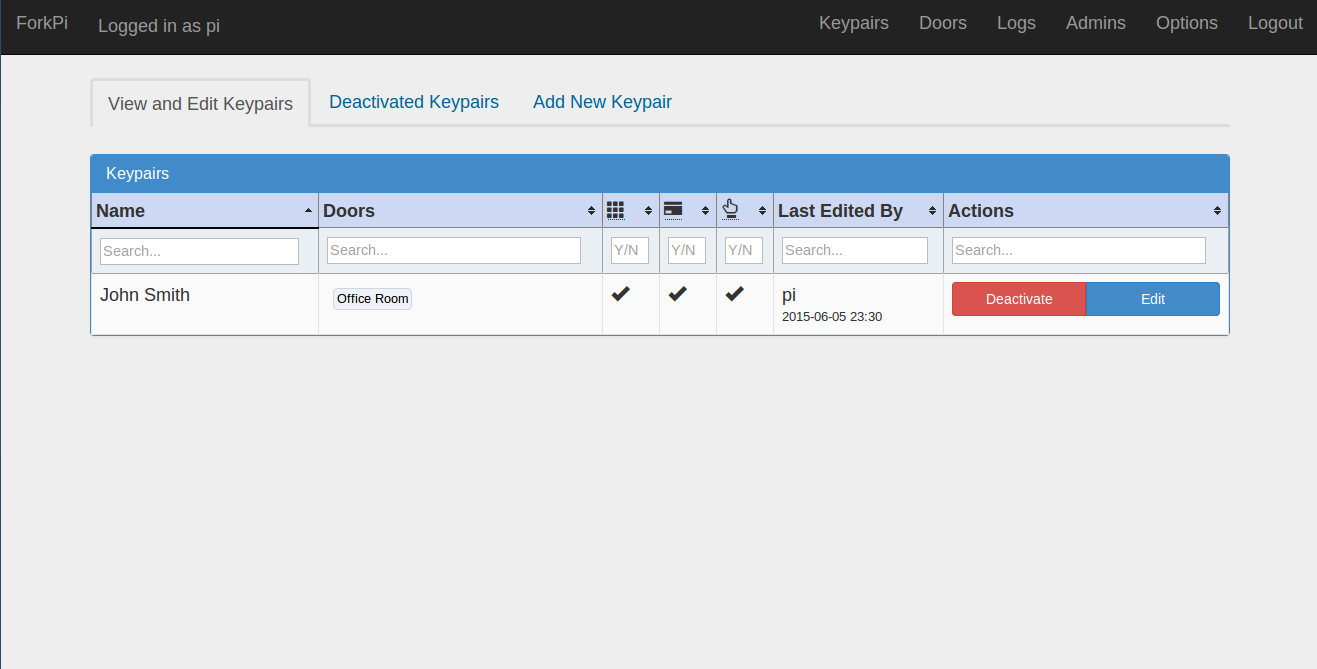 ForkPi Logged in as pi Keypairs Doors Logs Admins Options Logout
View and Edit Keypairs Deactivated Keypairs Add New Keypair
Keypairs
Name Doors Last Edited By Actions
Search... Search... Y/N Y/N Y/N Search... Search...
John Smith Office Room pi Deactivate Edit
2015-06-05 23:30